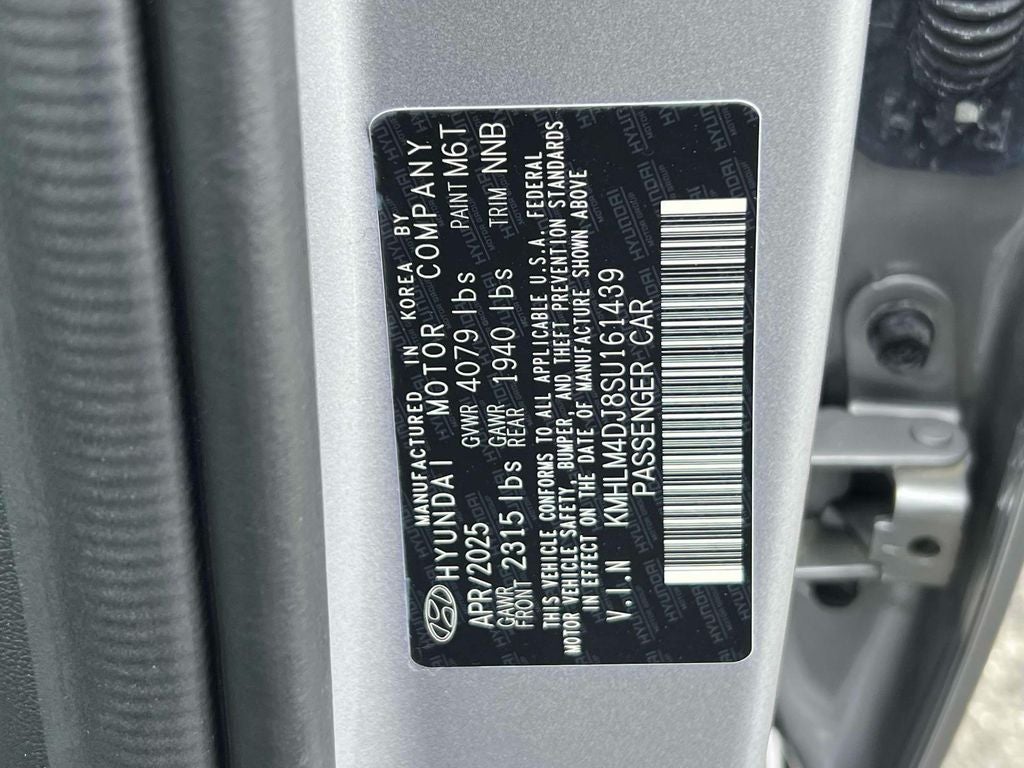 MANUFACTURED IN KOREA BY
HYUNDAI MOTOR COMPANY
APR/2025 GVWR 4079 lbs PAINT M6T
GAWR FRONT 2315 lbs GAWR REAR 1940 lbs TRIM NNB
THIS VEHICLE CONFORMS TO ALL APPLICABLE U.S.A. FEDERAL
MOTOR VEHICLE SAFETY, BUMPER, AND THEFT PREVENTION STANDARDS
IN EFFECT ON THE DATE OF MANUFACTURE SHOWN ABOVE
V.I.N KMHLM4DJ8SU161439
PASSENGER CAR